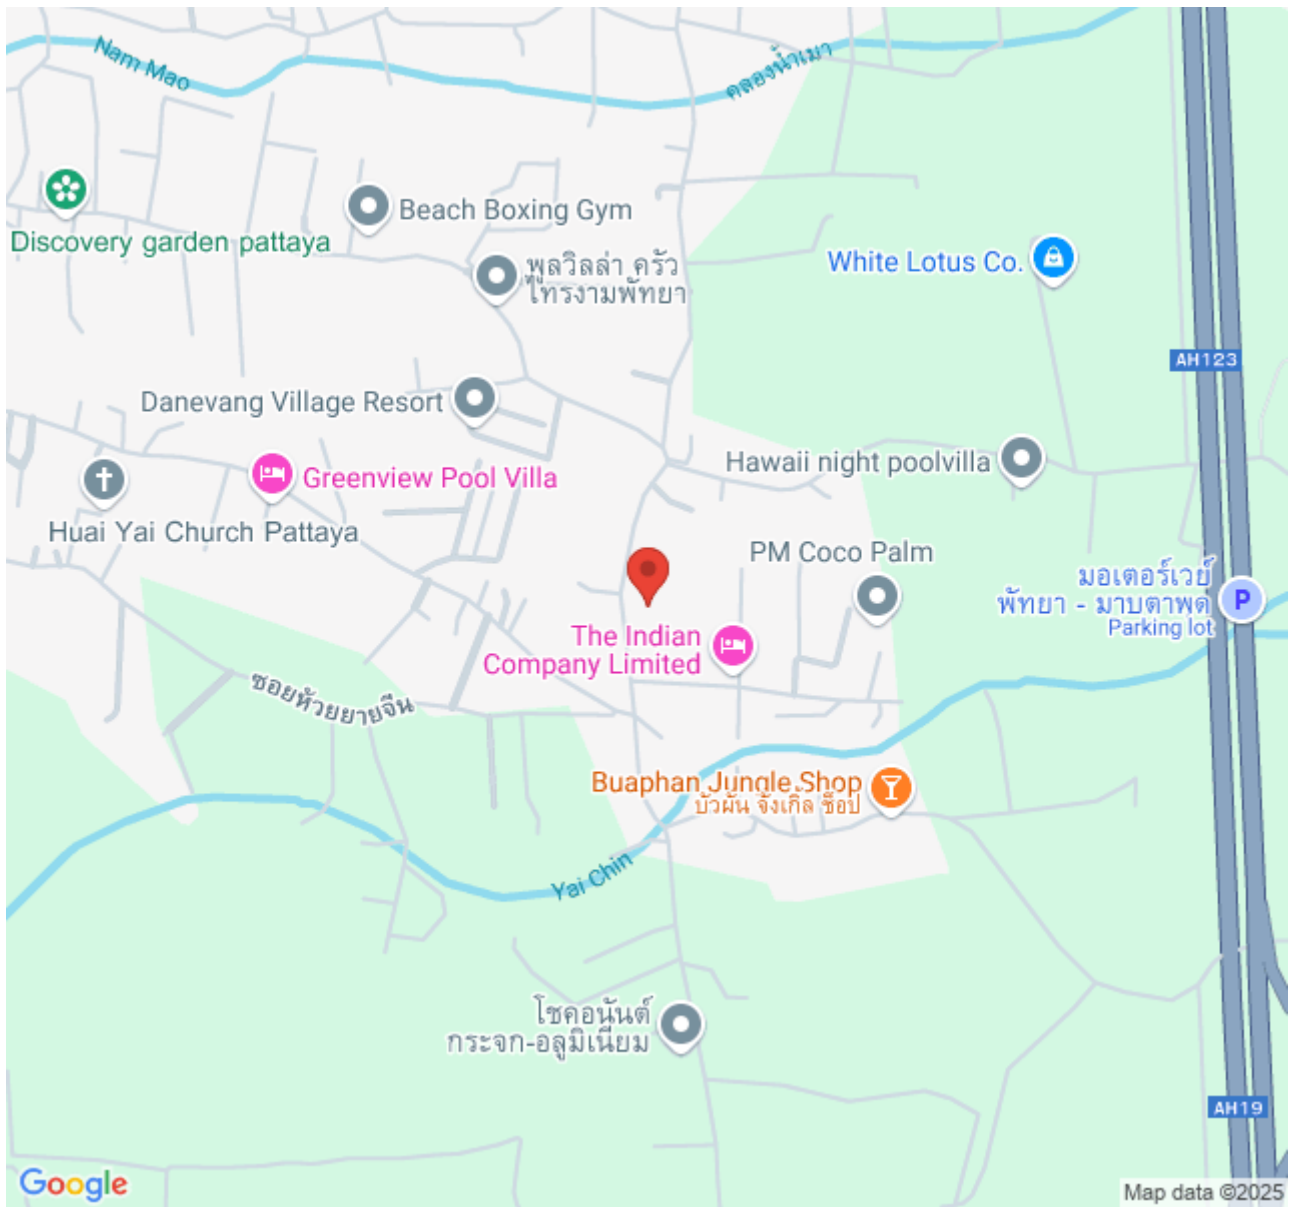 Nam Mao
คลองน้ำเมา
Beach Boxing Gym
Discovery garden pattaya
พูลวิลล่า ครัว
ไทรงามพัทยา
White Lotus Co.
AH123
Danevang Village Resort
Hawaii night poolvilla
Greenview Pool Villa
Huai Yai Church Pattaya
PM Coco Palm
มอเตอร์เวย์
พัทยา - มาบตาพุด
P
Parking lot
The Indian
Company Limited
ซอยห้วยยายจีน
Buaphan Jungle Shop
บัวผัน จังเกิ้ล ช็อป
Yai Chin
โชคอนันต์
กระจก-อลูมิเนียม
AH19
Google
Map data ©2025